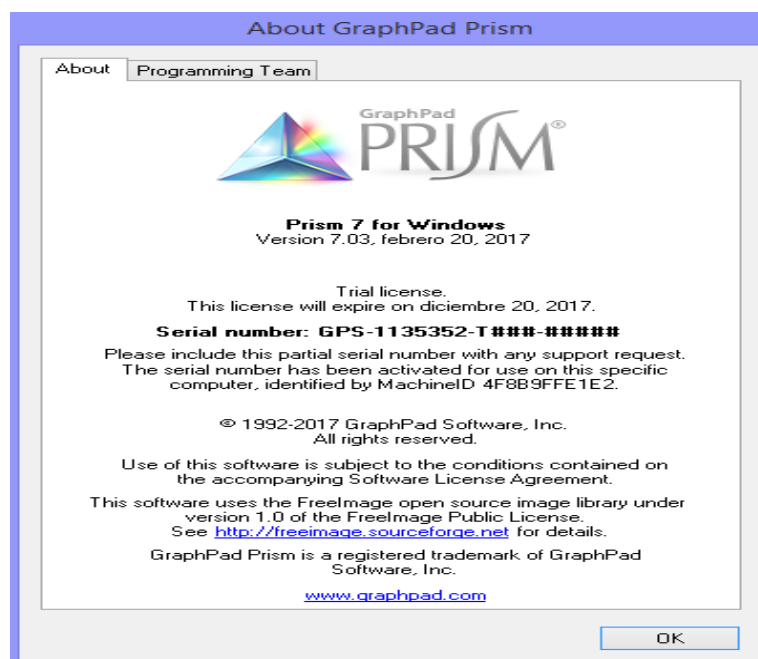 About GraphPad Prism
About
Programming Team
GraphPad
PRISM®
Prism 7 for Windows
Version 7.03, febrero 20, 2017
Trial license.
This license will expire on diciembre 20, 2017.
Serial number: GPS-1135352-T###-#####
Please include this partial serial number with any support request.
The serial number has been activated for use on this specific
computer, identified by MachineID 4F8B9FFE1E2.
© 1992-2017 GraphPad Software, Inc.
All rights reserved.
Use of this software is subject to the conditions contained on
the accompanying Software License Agreement.
This software uses the FreeImage open source image library under
version 1.0 of the FreeImage Public License.
See http://freeimage.sourceforge.net for details.
GraphPad Prism is a registered trademark of GraphPad
Software, Inc.
www.graphpad.com
OK